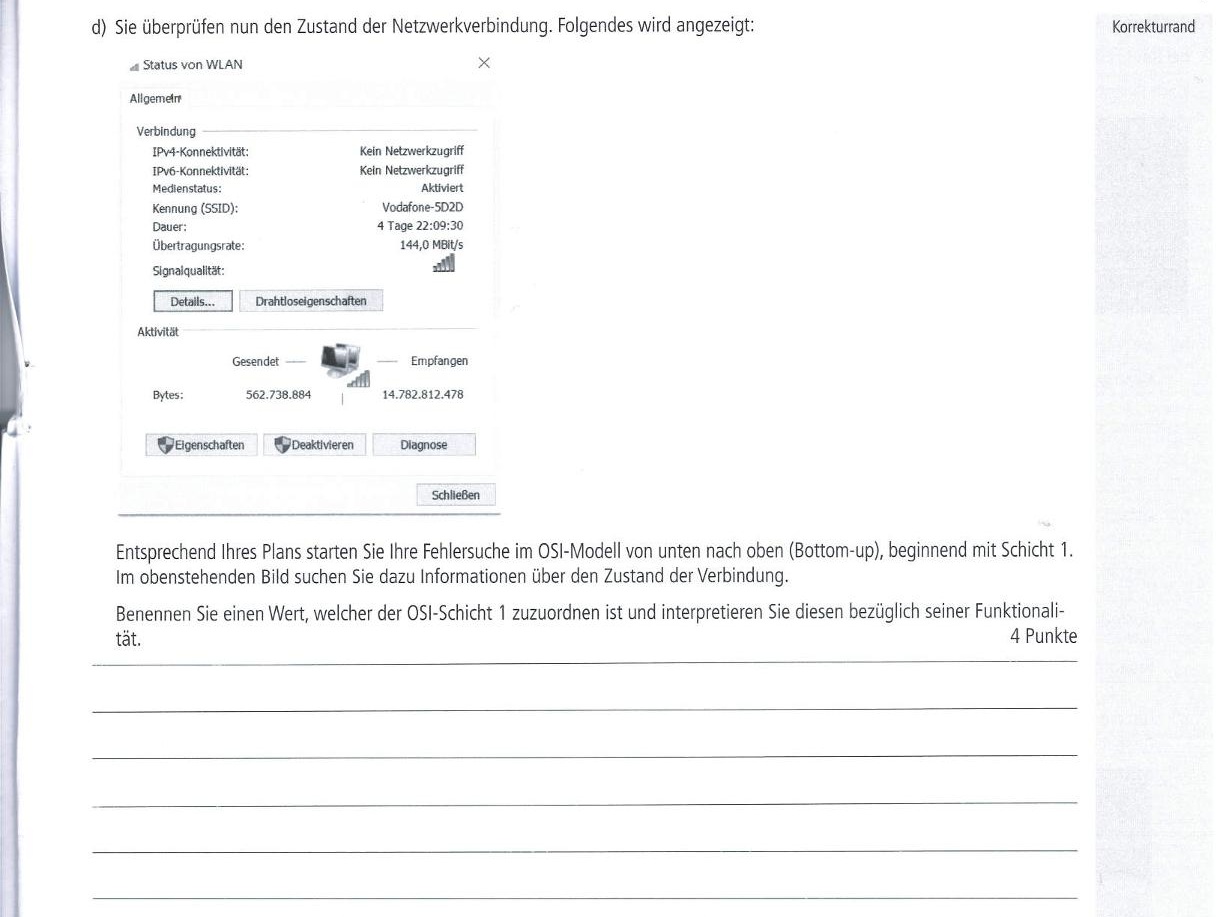 d) Sie überprüfen nun den Zustand der Netzwerkverbindung. Folgendes wird angezeigt:
Korrekturrand
Status von WLAN
Allgemein
Verbindung
IPv4-Konnektivität: Kein Netzwerkzugriff
IPv6-Konnektivität: Kein Netzwerkzugriff
Medienstatus: Aktiviert
Kennung (SSID): Vodafone-5D2D
Dauer: 4 Tage 22:09:30
Übertragungsrate: 144,0 MBit/s
Signalqualität:
Details... Drahtloseigenschaften
Aktivität
Gesendet Empfangen
Bytes: 562.738.884 14.782.812.478
Eigenschaften Deaktivieren Diagnose
Schließen
Entsprechend Ihres Plans starten Sie Ihre Fehlersuche im OSI-Modell von unten nach oben (Bottom-up), beginnend mit Schicht 1.
Im obenstehenden Bild suchen Sie dazu Informationen über den Zustand der Verbindung.
Benennen Sie einen Wert, welcher der OSI-Schicht 1 zuzuordnen ist und interpretieren Sie diesen bezüglich seiner Funktionali-
tät. 4 Punkte